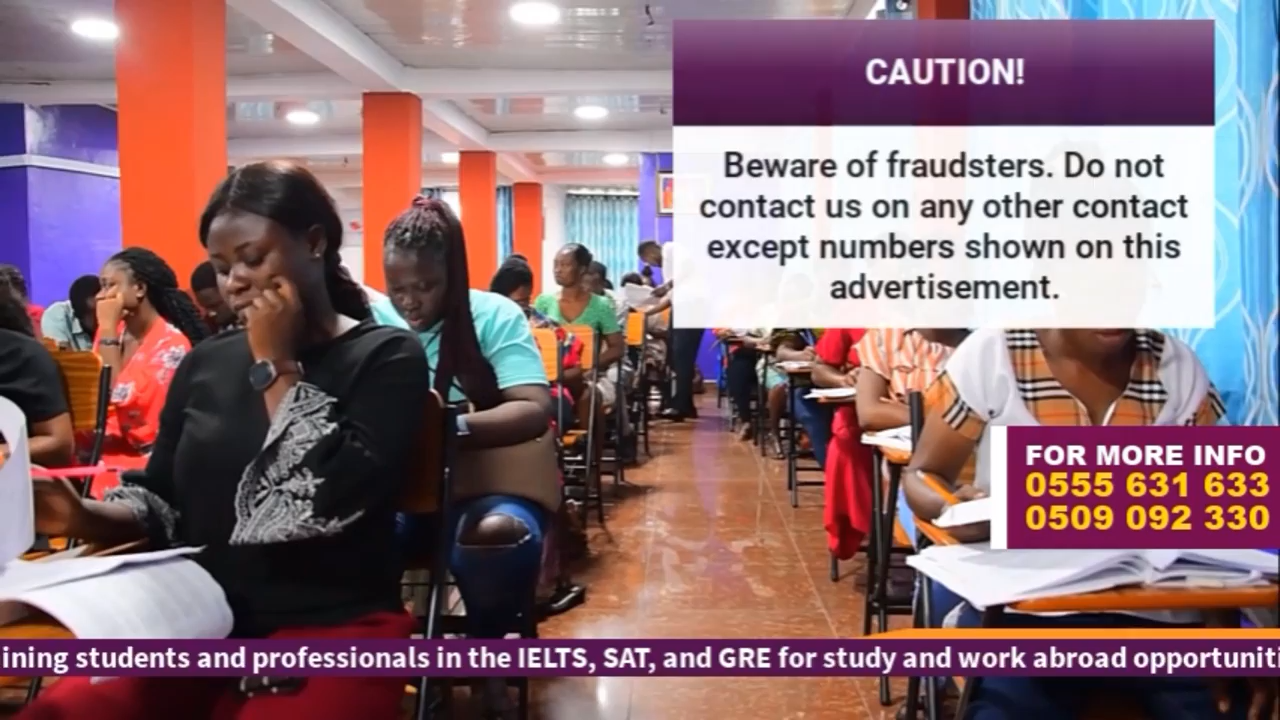 CAUTION!
Beware of fraudsters. Do not
contact us on any other contact
except numbers shown on this
advertisement.
FOR MORE INFO
0555 631 633
0509 092 330
ining students and professionals in the IELTS, SAT, and GRE for study and work abroad opportuniti